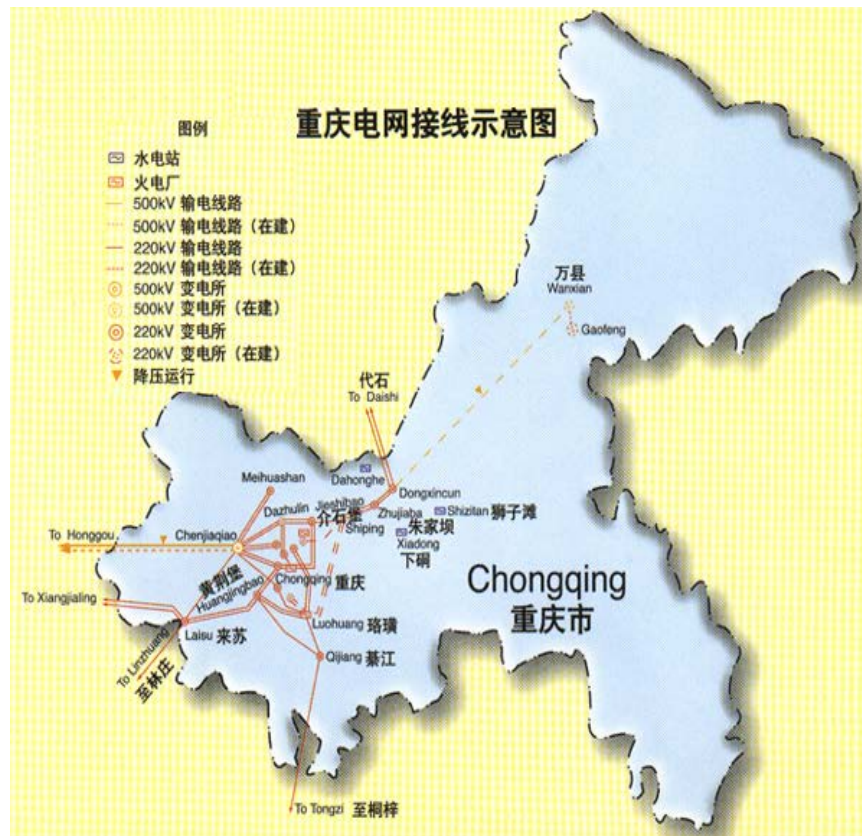 重庆电网接线示意图
图例
水电站
火电厂
500kV 输电线路
500kV 输电线路（在建）
220kV 输电线路
220kV 输电线路（在建）
500kV 变电所
500kV 变电所（在建）
220kV 变电所
220kV 变电所（在建）
降压运行
万县
Wanxian
Gaofeng
代石
To Daishi
Dahonghe
Meihuashan
Dongxincun
Dazhulin
Jieshibao
介石堡
Zhujiaba
朱家坝
Shizitan 狮子滩
Shiping
Xiadong
下硐
To Honggou
Chenjiaqiao
黄荆堡
Huangjingbao
Chongqing 重庆
Chongqing
重庆市
To Xiangjialing
Luohuang 珞璜
Laisu 来苏
Qijiang 綦江
To Linzhuang
至林庄
To Tongzi 至桐梓